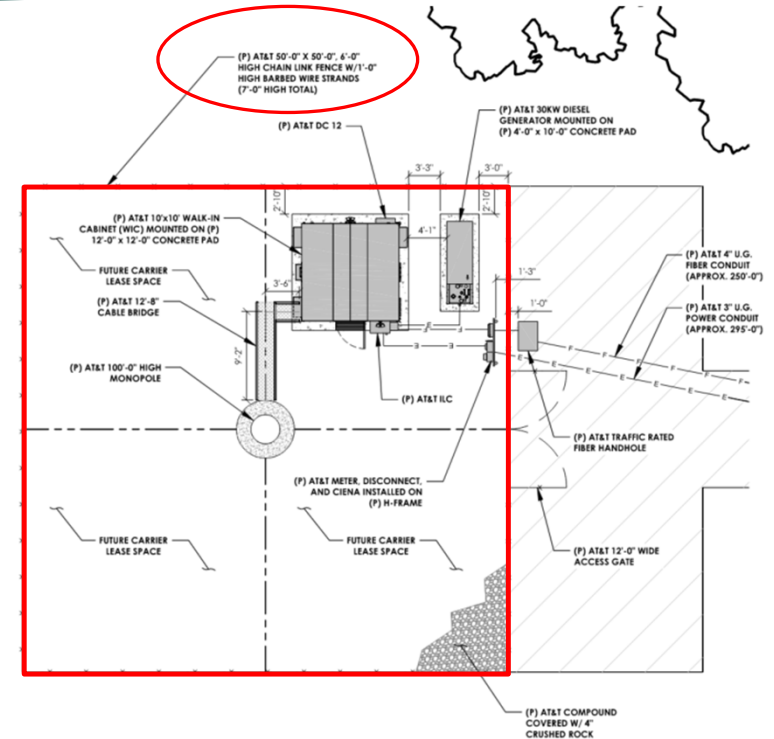 (P) AT&T 50'-0" X 50'-0", 6'-0"
HIGH CHAIN LINK FENCE W/1'-0"
HIGH BARBED WIRE STRANDS
(7'-0" HIGH TOTAL)
(P) AT&T 30KW DIESEL
GENERATOR MOUNTED ON
(P) 4'-0" x 10'-0" CONCRETE PAD
(P) AT&T DC 12
3'-3"
3'-0"
2'-10"
2'-10"
(P) AT&T 10'x10' WALK-IN
CABINET (WIC) MOUNTED ON (P)
12'-0" x 12'-0" CONCRETE PAD
4'-1"
FUTURE CARRIER
LEASE SPACE
3'-6"
1'-3"
(P) AT&T 4" U.G.
FIBER CONDUIT
(APPROX. 250'-0")
(P) AT&T 12'-8"
CABLE BRIDGE
1'-0"
(P) AT&T 3" U.G.
POWER CONDUIT
(APPROX. 295'-0")
9'-2"
E
E
E
F
F
F
F
E
E
E
E
(P) AT&T 100'-0" HIGH
MONOPOLE
(P) AT&T ILC
(P) AT&T TRAFFIC RATED
FIBER HANDHOLE
(P) AT&T METER, DISCONNECT,
AND CIENA INSTALLED ON
(P) H-FRAME
FUTURE CARRIER
LEASE SPACE
FUTURE CARRIER
LEASE SPACE
(P) AT&T 12'-0" WIDE
ACCESS GATE
(P) AT&T COMPOUND
COVERED W/ 4"
CRUSHED ROCK